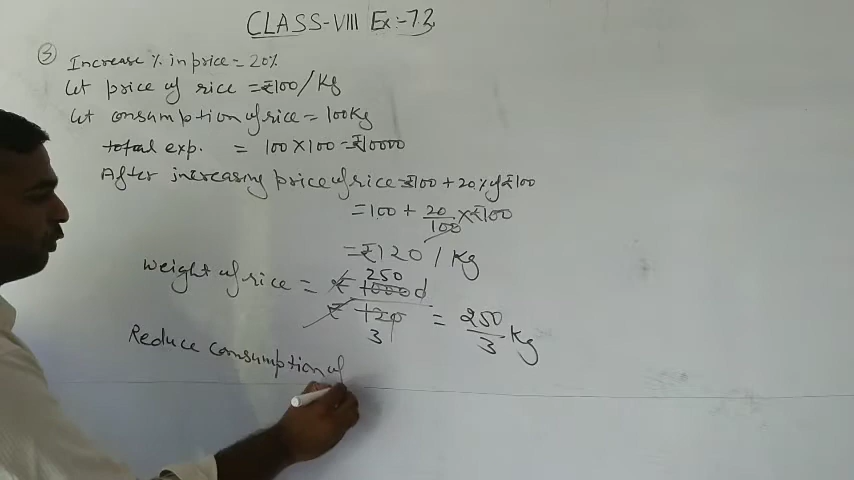 CLASS-VIII Ex:-7.3
③ Increase % in price = 20%
Let price of rice = ₹100/Kg
Let consumption of rice = 100Kg
total exp. = 100×100 = ₹10000
After increasing price of rice = ₹100 + 20% of ₹100
= 100 + 20/100 × ₹100
= ₹120 / Kg
Weight of rice = ₹ 10000 / ₹ 120 = 250/3 Kg
250
3
Reduce consumption of